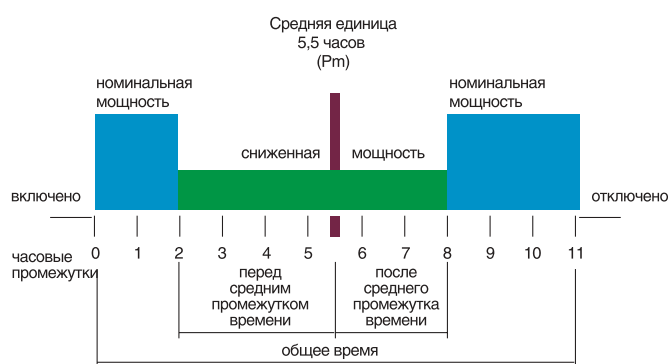 Средняя единица
5,5 часов
(Pm)
номинальная
мощность
номинальная
мощность
сниженная мощность
включено
отключено
часовые
промежутки
0 1 2 3 4 5 6 7 8 9 10 11
перед
средним
промежутком
времени
после
среднего
промежутка
времени
общее время